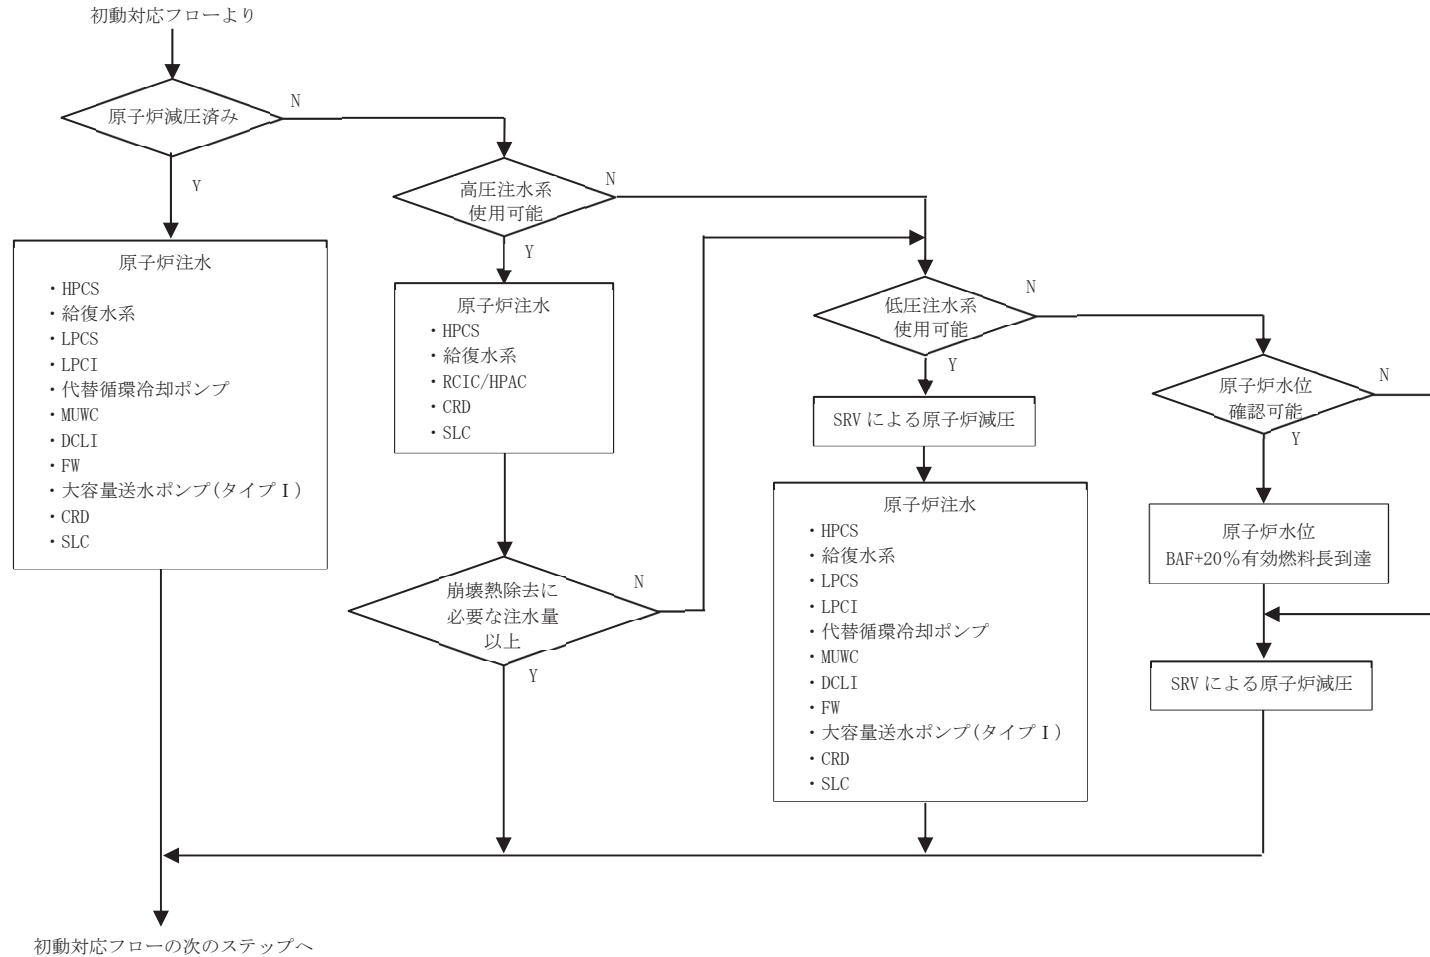 初動対応フローより
原子炉減圧済み
N
Y
高圧注水系
使用可能
N
Y
原子炉注水
・HPCS
・給復水系
・LPCS
・LPCI
・代替循環冷却ポンプ
・MUWC
・DCLI
・FW
・大容量送水ポンプ(タイプⅠ)
・CRD
・SLC
原子炉注水
・HPCS
・給復水系
・RCIC/HPAC
・CRD
・SLC
崩壊熱除去に
必要な注水量
以上
N
Y
低圧注水系
使用可能
N
Y
SRVによる原子炉減圧
原子炉注水
・HPCS
・給復水系
・LPCS
・LPCI
・代替循環冷却ポンプ
・MUWC
・DCLI
・FW
・大容量送水ポンプ(タイプⅠ)
・CRD
・SLC
原子炉水位
確認可能
N
Y
原子炉水位
BAF+20%有効燃料長到達
SRVによる原子炉減圧
初動対応フローの次のステップへ